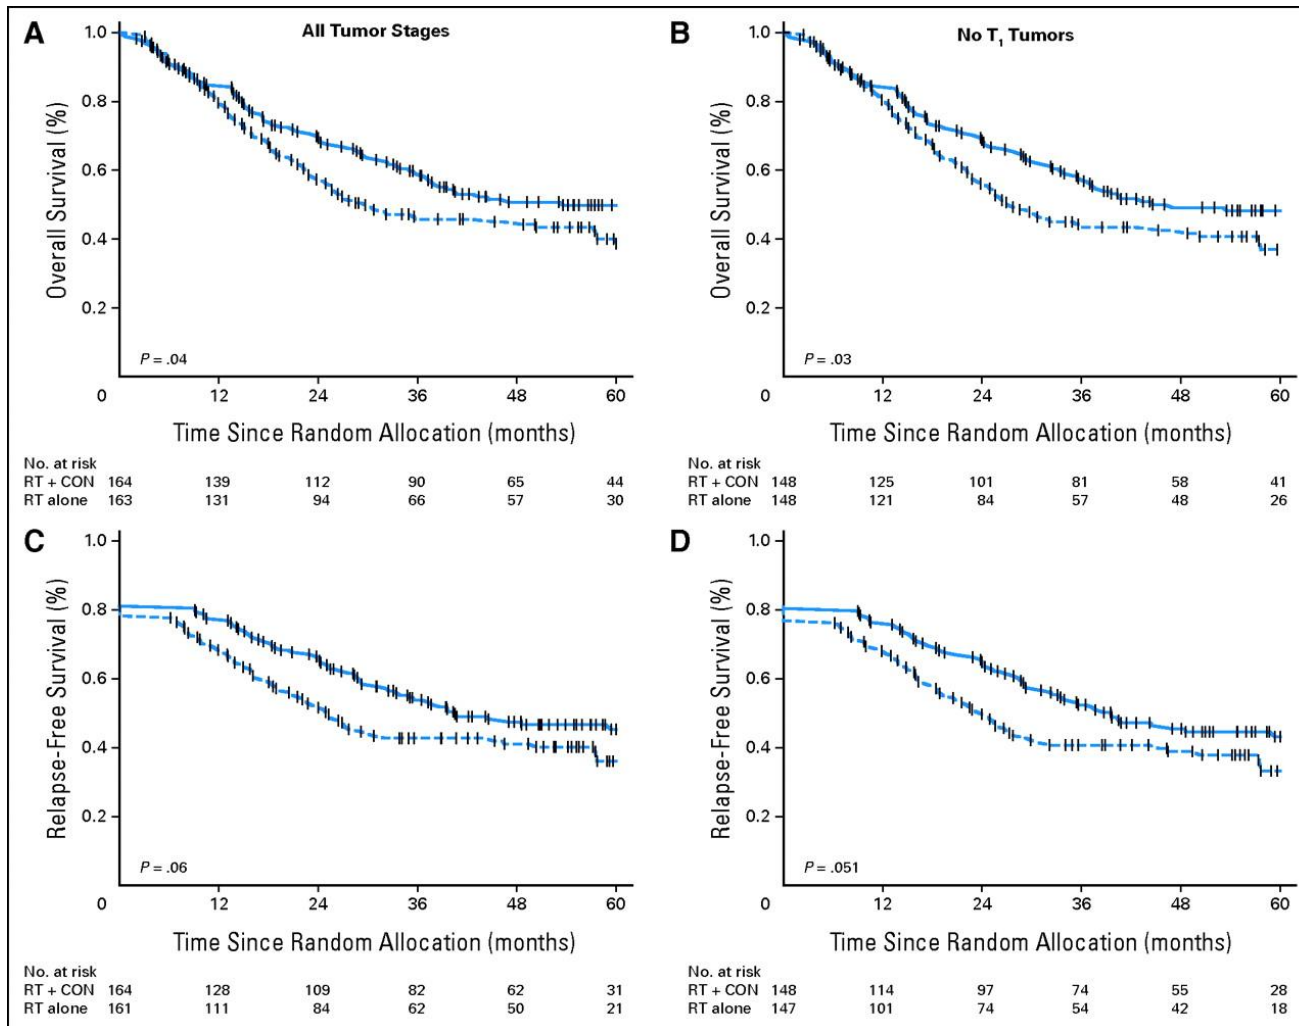 A
All Tumor Stages
1.0
0.8
0.6
0.4
0.2
Overall Survival (%)
P = .04
0 12 24 36 48 60
Time Since Random Allocation (months)
No. at risk
RT + CON 164 139 112 90 65 44
RT alone 163 131 94 66 57 30
B
No T1 Tumors
1.0
0.8
0.6
0.4
0.2
Overall Survival (%)
P = .03
0 12 24 36 48 60
Time Since Random Allocation (months)
No. at risk
RT + CON 148 125 101 81 58 41
RT alone 148 121 84 57 48 26
C
1.0
0.8
0.6
0.4
0.2
Relapse-Free Survival (%)
P = .06
0 12 24 36 48 60
Time Since Random Allocation (months)
No. at risk
RT + CON 164 128 109 82 62 31
RT alone 161 111 84 62 50 21
D
1.0
0.8
0.6
0.4
0.2
Relapse-Free Survival (%)
P = .051
0 12 24 36 48 60
Time Since Random Allocation (months)
No. at risk
RT + CON 148 114 97 74 55 28
RT alone 147 101 74 54 42 18